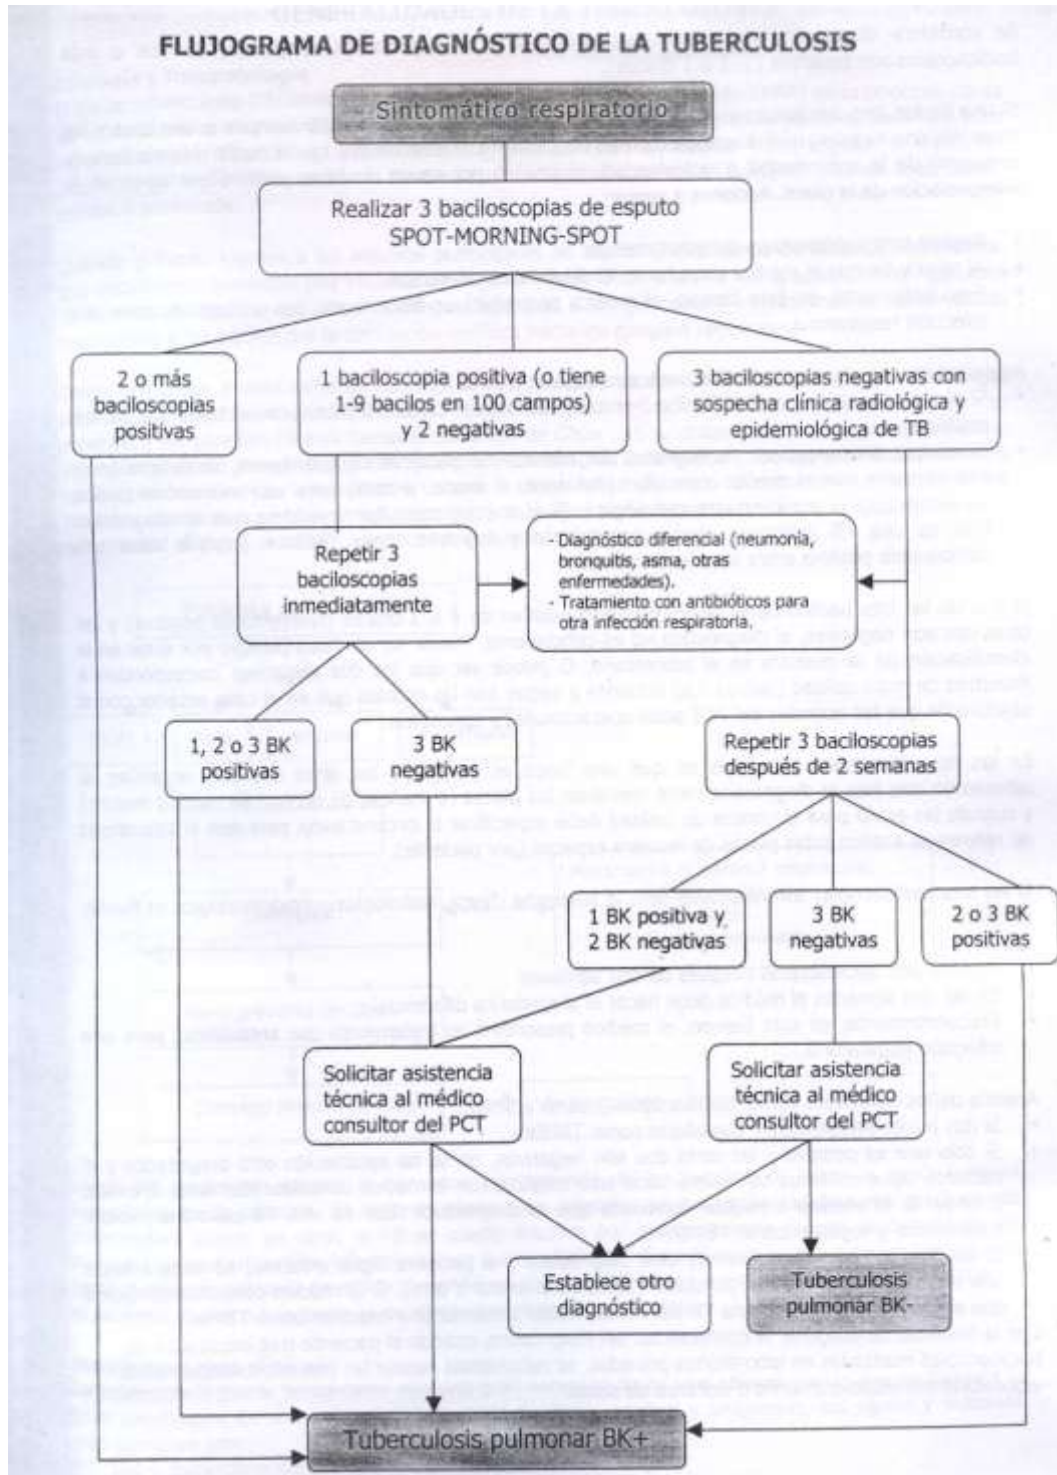 FLUJOGRAMA DE DIAGNÓSTICO DE LA TUBERCULOSIS
Sintomático respiratorio
Realizar 3 baciloscopias de esputo
SPOT-MORNING-SPOT
2 o más
baciloscopias
positivas
1 baciloscopia positiva (o tiene
1-9 bacilos en 100 campos)
y 2 negativas
3 baciloscopias negativas con
sospecha clínica radiológica y
epidemiológica de TB
Repetir 3
baciloscopias
inmediatamente
- Diagnóstico diferencial (neumonía,
bronquitis, asma, otras
enfermedades).
- Tratamiento con antibióticos para
otra infección respiratoria.
1, 2 o 3 BK
positivas
3 BK
negativas
Repetir 3 baciloscopias
después de 2 semanas
1 BK positiva y
2 BK negativas
3 BK
negativas
2 o 3 BK
positivas
Solicitar asistencia
técnica al médico
consultor del PCT
Solicitar asistencia
técnica al médico
consultor del PCT
Establece otro
diagnóstico
Tuberculosis
pulmonar BK-
Tuberculosis pulmonar BK+